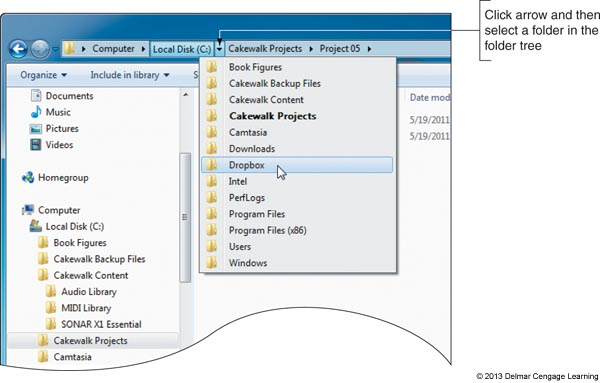 Click arrow and then
select a folder in the
folder tree
Computer Local Disk (C:) Cakewalk Projects Project 05
Organize Include in library S
Book Figures
Cakewalk Backup Files
Cakewalk Content
Cakewalk Projects
Camtasia
Downloads
Dropbox
Intel
PerfLogs
Program Files
Program Files (x86)
Users
Windows
Date mod
5/19/2011
5/19/2011
Documents
Music
Pictures
Videos
Homegroup
Computer
Local Disk (C:)
Book Figures
Cakewalk Backup Files
Cakewalk Content
Audio Library
MIDI Library
SONAR X1 Essential
Cakewalk Projects
Camtasia
© 2013 Delmar Cengage Learning